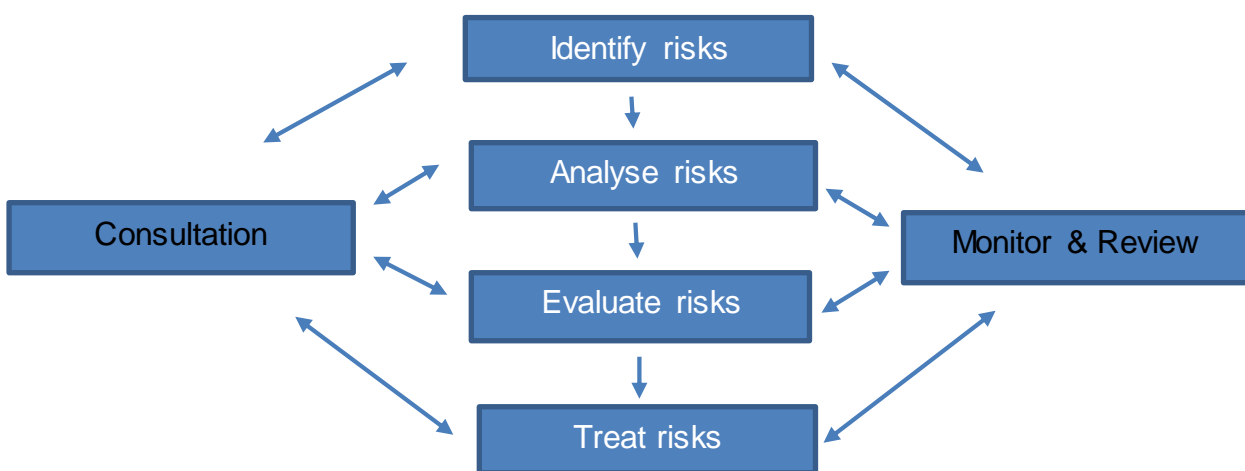 Identify risks
Analyse risks
Consultation
Monitor & Review
Evaluate risks
Treat risks